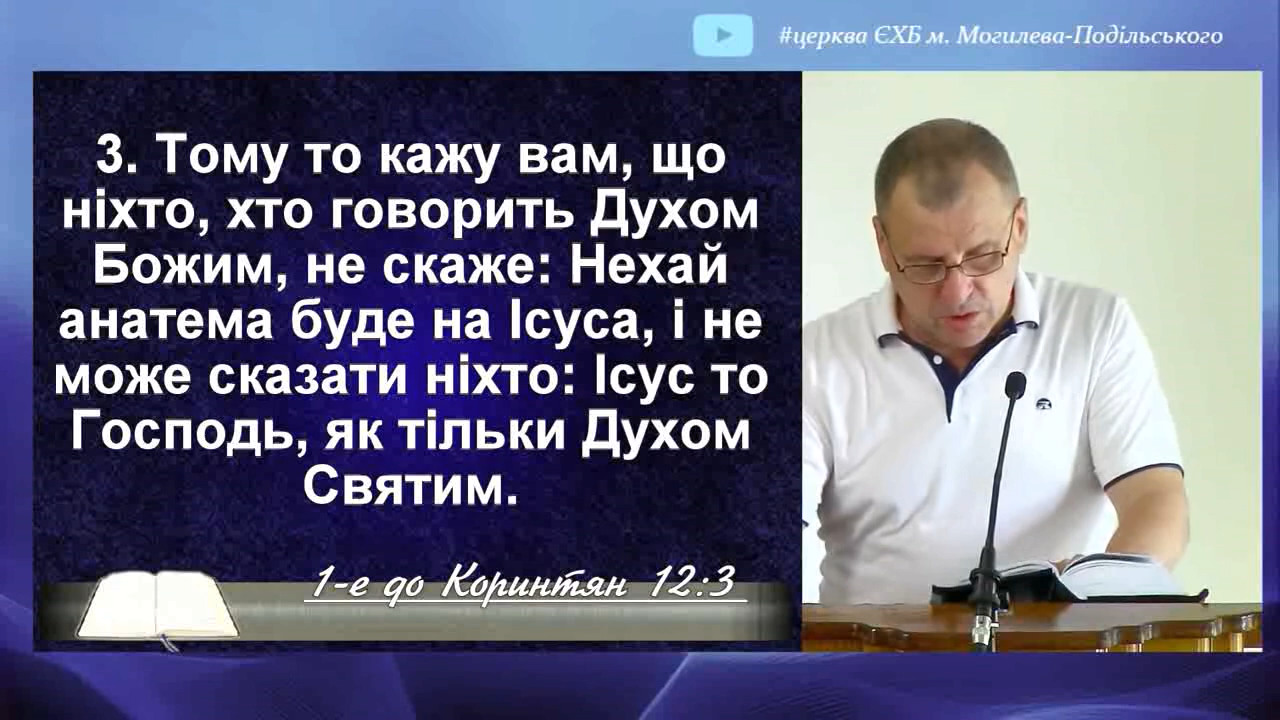 #церква ЄХБ м. Могилева-Подільського
3. Тому то кажу вам, що
ніхто, хто говорить Духом
Божим, не скаже: Нехай
анатема буде на Ісуса, і не
може сказати ніхто: Ісус то
Господь, як тільки Духом
Святим.
1-е до Коринтян 12:3